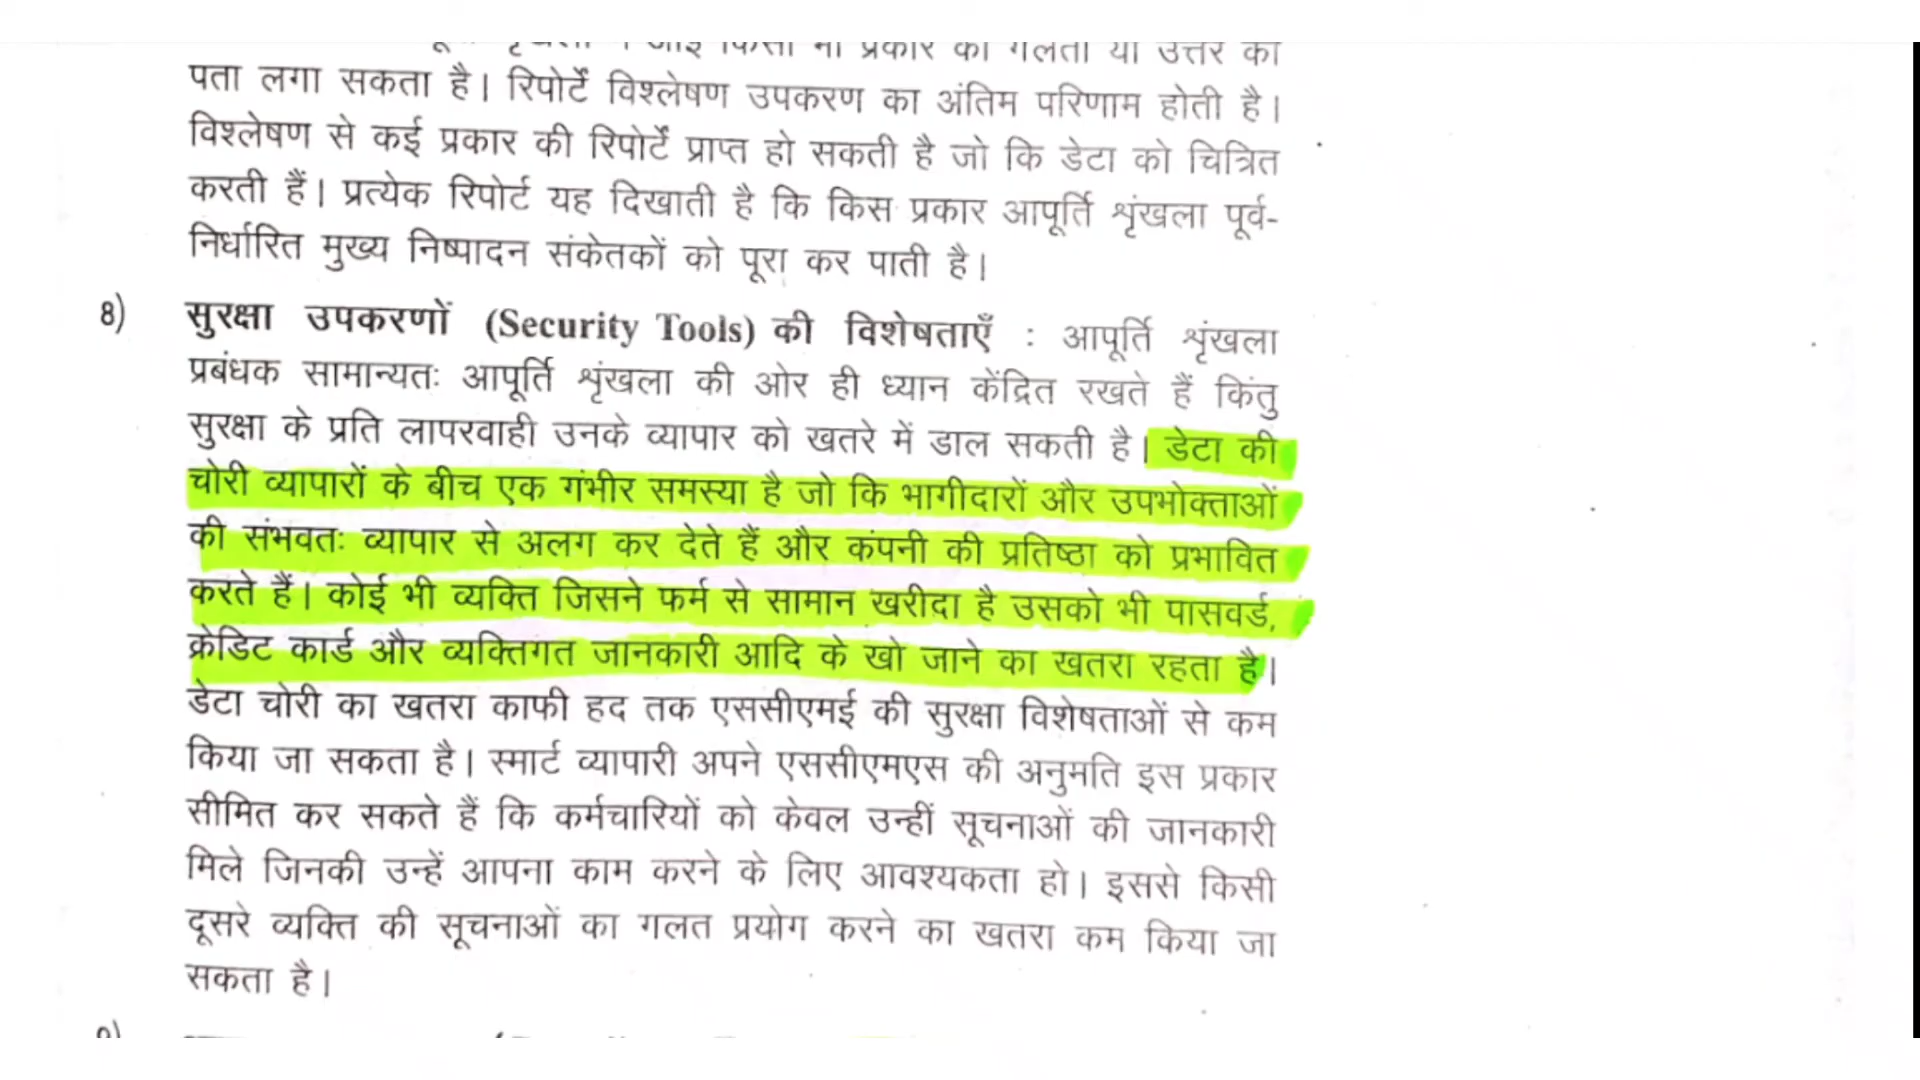 प्रकार की गलती या उत्तर का
पता लगा सकता है। रिपोर्टें विश्लेषण उपकरण का अंतिम परिणाम होती है।
विश्लेषण से कई प्रकार की रिपोर्टें प्राप्त हो सकती है जो कि डेटा को चित्रित
करती हैं। प्रत्येक रिपोर्ट यह दिखाती है कि किस प्रकार आपूर्ति शृंखला पूर्व-
निर्धारित मुख्य निष्पादन संकेतकों को पूरा कर पाती है।
8) सुरक्षा उपकरणों (Security Tools) की विशेषताएँ : आपूर्ति शृंखला
प्रबंधक सामान्यतः आपूर्ति शृंखला की ओर ही ध्यान केंद्रित रखते हैं किंतु
सुरक्षा के प्रति लापरवाही उनके व्यापार को खतरे में डाल सकती है। डेटा की
चोरी व्यापारों के बीच एक गंभीर समस्या है जो कि भागीदारों और उपभोक्ताओं
की संभवतः व्यापार से अलग कर देते हैं और कंपनी की प्रतिष्ठा को प्रभावित
करते हैं। कोई भी व्यक्ति जिसने फर्म से सामान खरीदा है उसको भी पासवर्ड,
क्रेडिट कार्ड और व्यक्तिगत जानकारी आदि के खो जाने का खतरा रहता है।
डेटा चोरी का खतरा काफी हद तक एससीएमई की सुरक्षा विशेषताओं से कम
किया जा सकता है। स्मार्ट व्यापारी अपने एससीएमएस की अनुमति इस प्रकार
सीमित कर सकते हैं कि कर्मचारियों को केवल उन्हीं सूचनाओं की जानकारी
मिले जिनकी उन्हें आपना काम करने के लिए आवश्यकता हो। इससे किसी
दूसरे व्यक्ति की सूचनाओं का गलत प्रयोग करने का खतरा कम किया जा
सकता है।